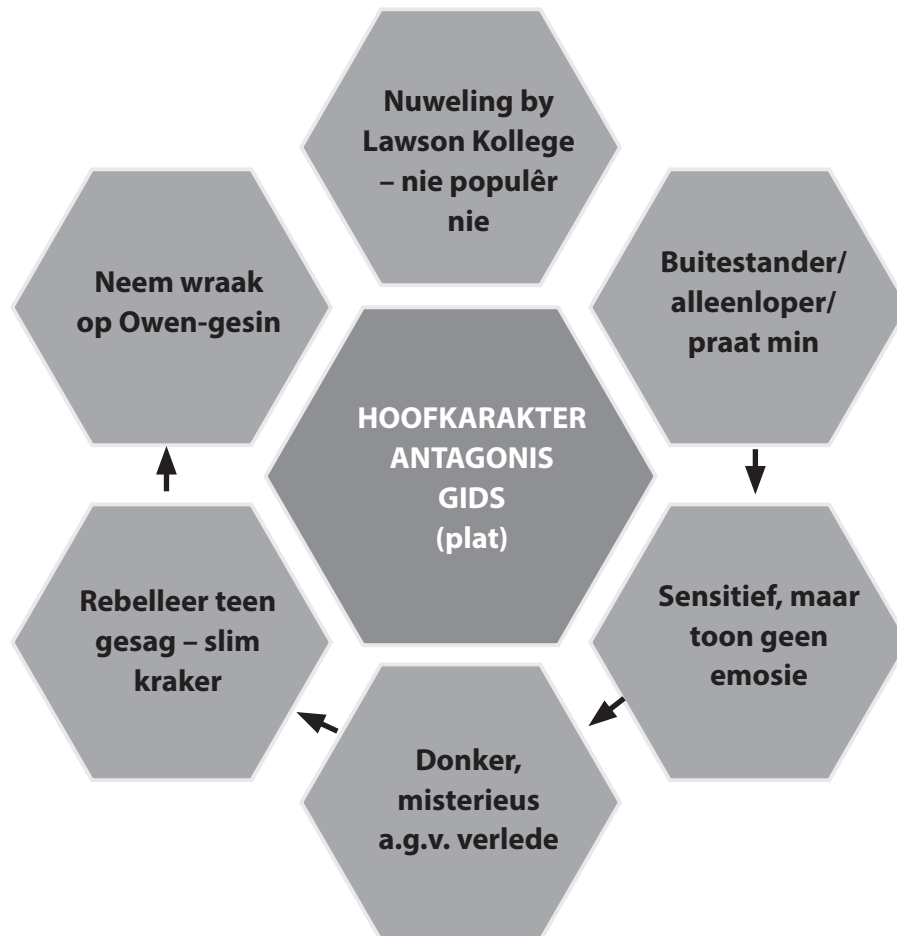 Nuweling by
Lawson Kollege
– nie populêr
nie
Buitestander/
alleenloper/
praat min
Sensitief, maar
toon geen
emosie
Donker,
misterieus
a.g.v. verlede
Rebelleer teen
gesag – slim
kraker
Neem wraak
op Owen-gesin
HOOFKARAKTER
ANTAGONIS
GIDS
(plat)